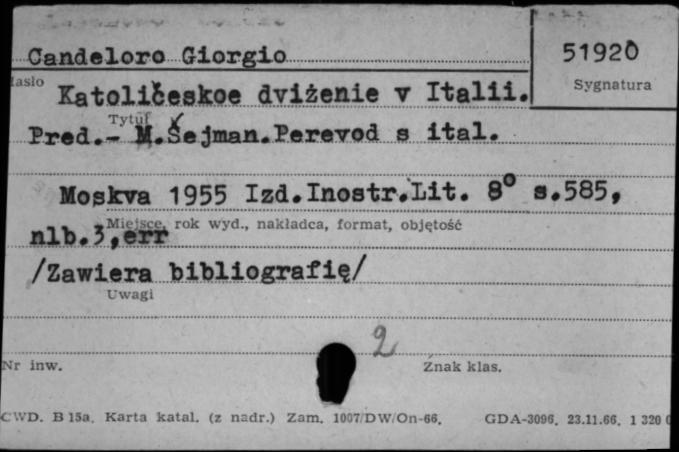 Candeloro Giorgio
51920
Sygnatura
Hasło
Katoličeskoe dviženie v Italii.
Tytuł
Pred.- M.Šejman.Perevod s ital.
Moskva 1955 Izd.Inostr.Lit. 8° s.585,
Miejsce, rok wyd., nakładca, format, objętość
nlb.3,err
/Zawiera bibliografię/
Uwagi
2
Nr inw.
Znak klas.
CWD. B 15a. Karta katal. (z nadr.) Zam. 1007/DW/On-66. GDA-3096. 23.11.66. 1 320 0